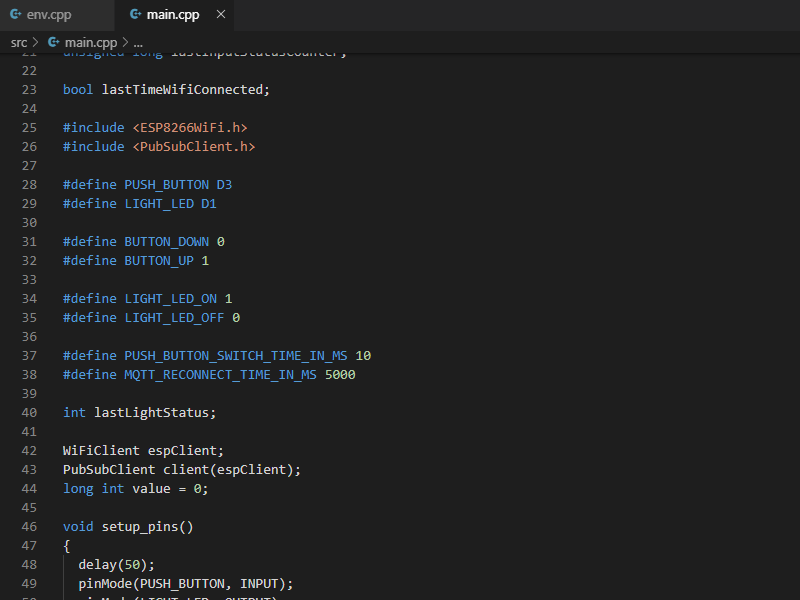 env.cpp main.cpp ×
src > main.cpp > ...
21 unsigned long lastInputStatusCounter;
22
23 bool lastTimeWifiConnected;
24
25 #include <ESP8266WiFi.h>
26 #include <PubSubClient.h>
27
28 #define PUSH_BUTTON D3
29 #define LIGHT_LED D1
30
31 #define BUTTON_DOWN 0
32 #define BUTTON_UP 1
33
34 #define LIGHT_LED_ON 1
35 #define LIGHT_LED_OFF 0
36
37 #define PUSH_BUTTON_SWITCH_TIME_IN_MS 10
38 #define MQTT_RECONNECT_TIME_IN_MS 5000
39
40 int lastLightStatus;
41
42 WiFiClient espClient;
43 PubSubClient client(espClient);
44 long int value = 0;
45
46 void setup_pins()
47 {
48 delay(50);
49 pinMode(PUSH_BUTTON, INPUT);